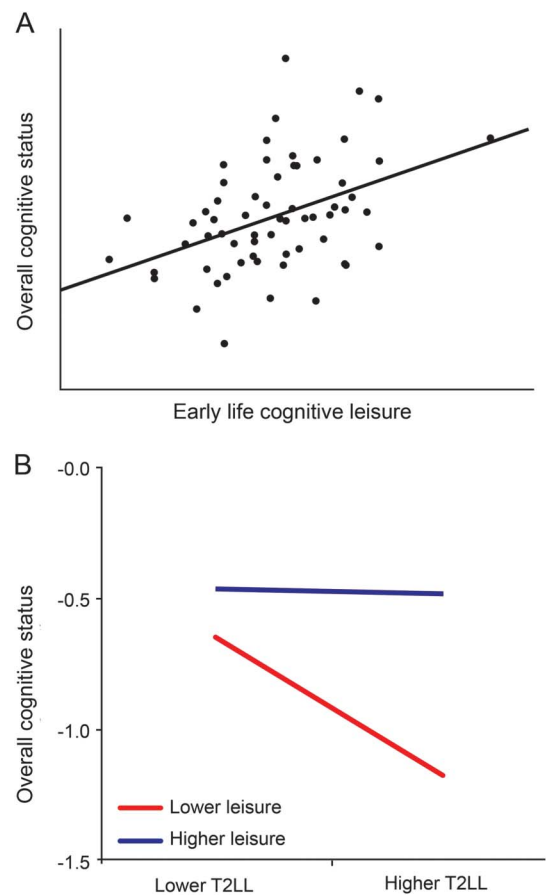 A
Overall cognitive status
Early life cognitive leisure
B
-0.0
-0.5
-1.0
-1.5
Overall cognitive status
Lower leisure
Higher leisure
Lower T2LL
Higher T2LL